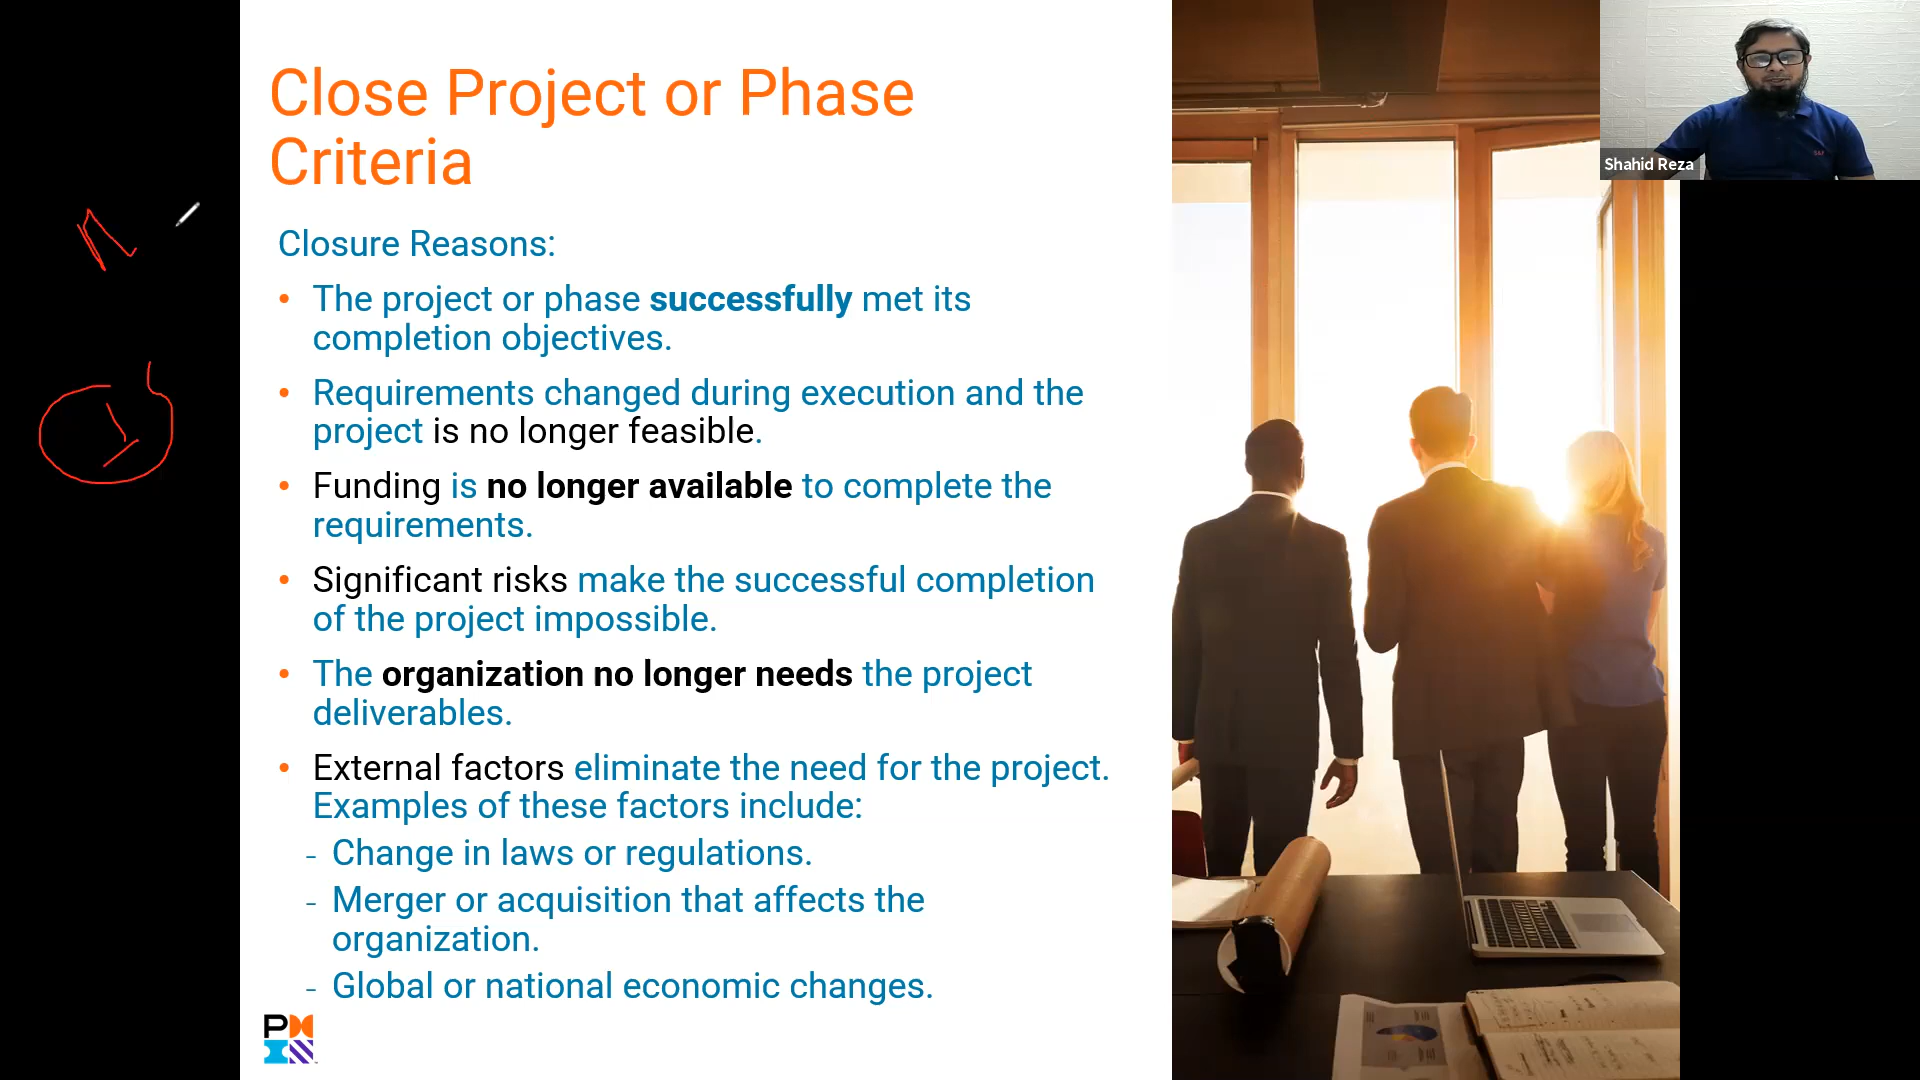 Close Project or Phase
Criteria
Shahid Reza
Closure Reasons:
• The project or phase successfully met its
completion objectives.
• Requirements changed during execution and the
project is no longer feasible.
• Funding is no longer available to complete the
requirements.
• Significant risks make the successful completion
of the project impossible.
• The organization no longer needs the project
deliverables.
• External factors eliminate the need for the project.
Examples of these factors include:
- Change in laws or regulations.
- Merger or acquisition that affects the
organization.
- Global or national economic changes.